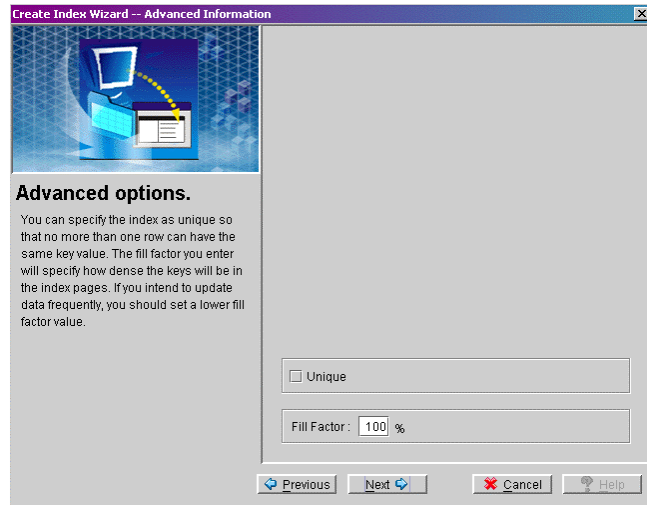 Create Index Wizard -- Advanced Information
Advanced options.
You can specify the index as unique so
that no more than one row can have the
same key value. The fill factor you enter
will specify how dense the keys will be in
the index pages. If you intend to update
data frequently, you should set a lower fill
factor value.
Unique
Fill Factor : 100 %
Previous Next Cancel Help